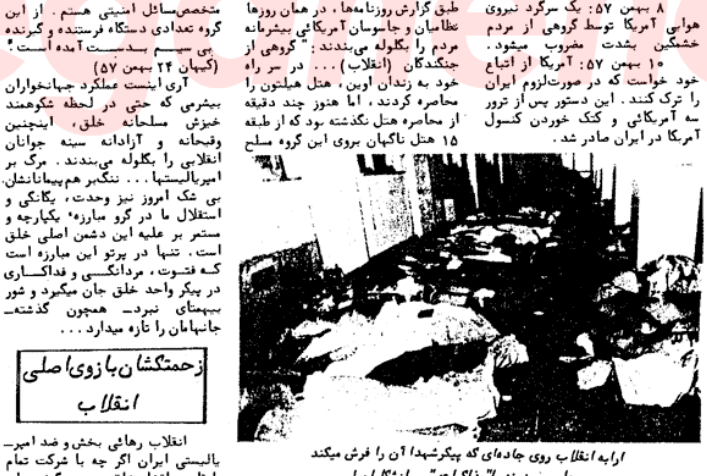 ۸ بهمن ۵۷: یک سرگرد نیروی
هوایی آمریکا توسط گروهی از مردم
خشمگین بشدت مضروب میشود.
۱۰ بهمن ۵۷: آمریکا از اتباع
خود خواست که در صورت‌لزوم ایران
را ترک کنند. این دستور پس از ترور
سه آمریکائی و کتک خوردن کنسول
آمریکا در ایران صادر شد.
طبق گزارش روزنامه‌ها، در همان روزها
نظامیان و جاسوسان آمریکائی بیشرمانه
مردم را بگلوله می‌بندند: "گروهی از
جنگندگان (انقلاب)... در سر راه
خود به زندان اوین، هتل هیلتون را
محاصره کردند، اما هنوز چند دقیقه
از محاصره هتل نگذشته بود که از طبقه
۱۵ هتل ناگهان بروی این گروه مسلح
متخصص‌مسائل امنیتی هستم. از این
گروه تعدادی دستگاه فرستنده و گیرنده
بی سیم بدست آمده است."
(کیهان ۲۴ بهمن ۵۷)
آری اینست عملکرد جهانخواران
بیشرمی که حتی در لحظه شکوهمند
خیزش مسلحانه خلق، اینچنین
وقیحانه و آزادانه سینه جوانان
انقلابی را بگلوله می‌بندند. مرگ بر
امپریالیستها... ننگ‌بر هم‌پیمانانشان.
بی شک امروز نیز وحدت، یگانگی و
استقلال ما در گرو مبارزه‌ء یکپارچه و
مستمر بر علیه این دشمن اصلی خلق
است. تنها در پرتو این مبارزه است
که فتوت، مردانگی و فداکاری
در پیکر واحد خلق جان میگیرد و شور
بیهمتای نبرد_ همچون گذشته_
جانهامان را تازه میدارد...
زحمتکشان بازوی اصلی
انقلاب
انقلاب رهائی بخش و ضد امپر_
یالیستی ایران اگر چه با شرکت تمام
ارابه انقلاب روی جاده‌ای که پیکر شهدا آن را فرش میکند